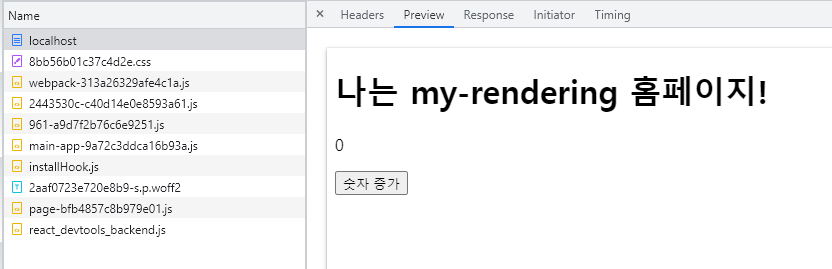 Name
localhost
8bb56b01c37c4d2e.css
webpack-313a26329afe4c1a.js
2443530c-c40d14e0e8593a61.js
961-a9d7f2b76c6e9251.js
main-app-9a72c3ddca16b93a.js
installHook.js
2aaf0723e720e8b9-s.p.woff2
page-bfb4857c8b979e01.js
react_devtools_backend.js
× Headers Preview Response Initiator Timing
나는 my-rendering 홈페이지!
0
숫자 증가